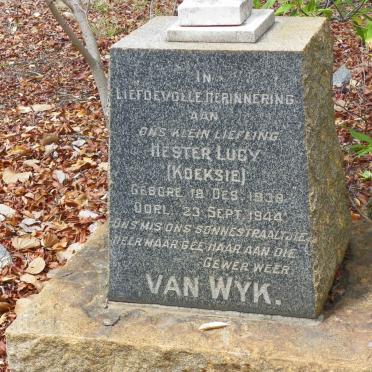 IN
LIEFDEVOLLE HERINNERING
AAN
ONS KLEIN LIEFLING
HESTER LUCY
(KOEKSIE)
GEBORE 18 DES. 1938
OORL. 23 SEPT. 1944
ONS MIS ONS SONNESTRAALTJIE
HEER MAAR GEE HAAR AAN DIE
GEWER WEER.
VAN WYK.